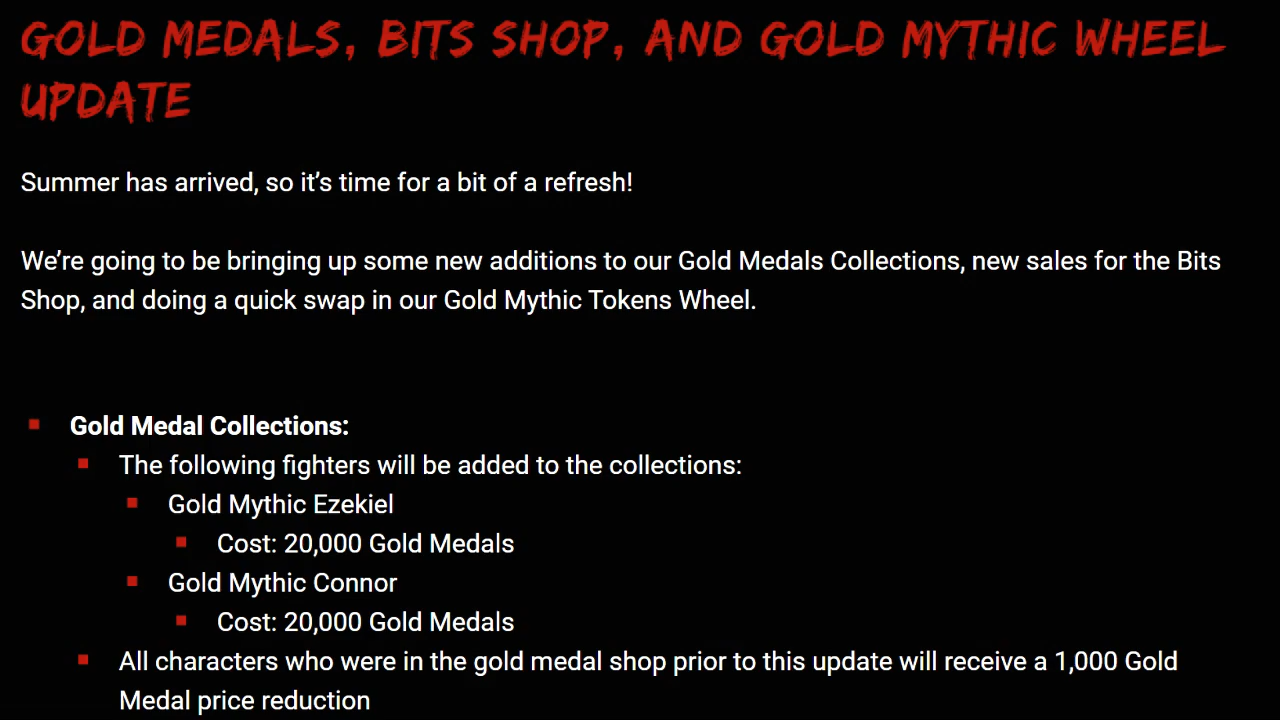 GOLD MEDALS, BITS SHOP, AND GOLD MYTHIC WHEEL
UPDATE
Summer has arrived, so it’s time for a bit of a refresh!
We’re going to be bringing up some new additions to our Gold Medals Collections, new sales for the Bits
Shop, and doing a quick swap in our Gold Mythic Tokens Wheel.
Gold Medal Collections:
The following fighters will be added to the collections:
Gold Mythic Ezekiel
Cost: 20,000 Gold Medals
Gold Mythic Connor
Cost: 20,000 Gold Medals
All characters who were in the gold medal shop prior to this update will receive a 1,000 Gold
Medal price reduction